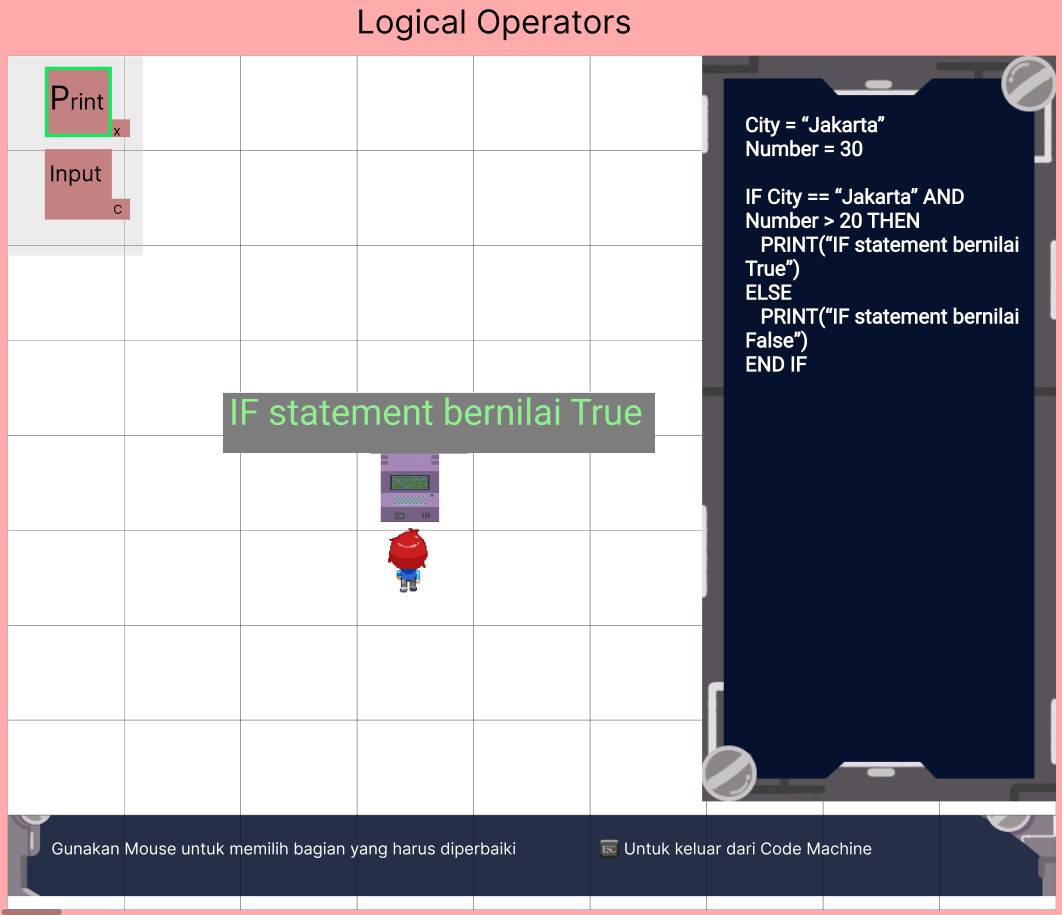 Logical Operators
Print
x
Input
C
City = “Jakarta”
Number = 30
IF City == “Jakarta” AND
Number > 20 THEN
PRINT(“IF statement bernilai
True”)
ELSE
PRINT(“IF statement bernilai
False”)
END IF
IF statement bernilai True
Gunakan Mouse untuk memilih bagian yang harus diperbaiki
ESC Untuk keluar dari Code Machine